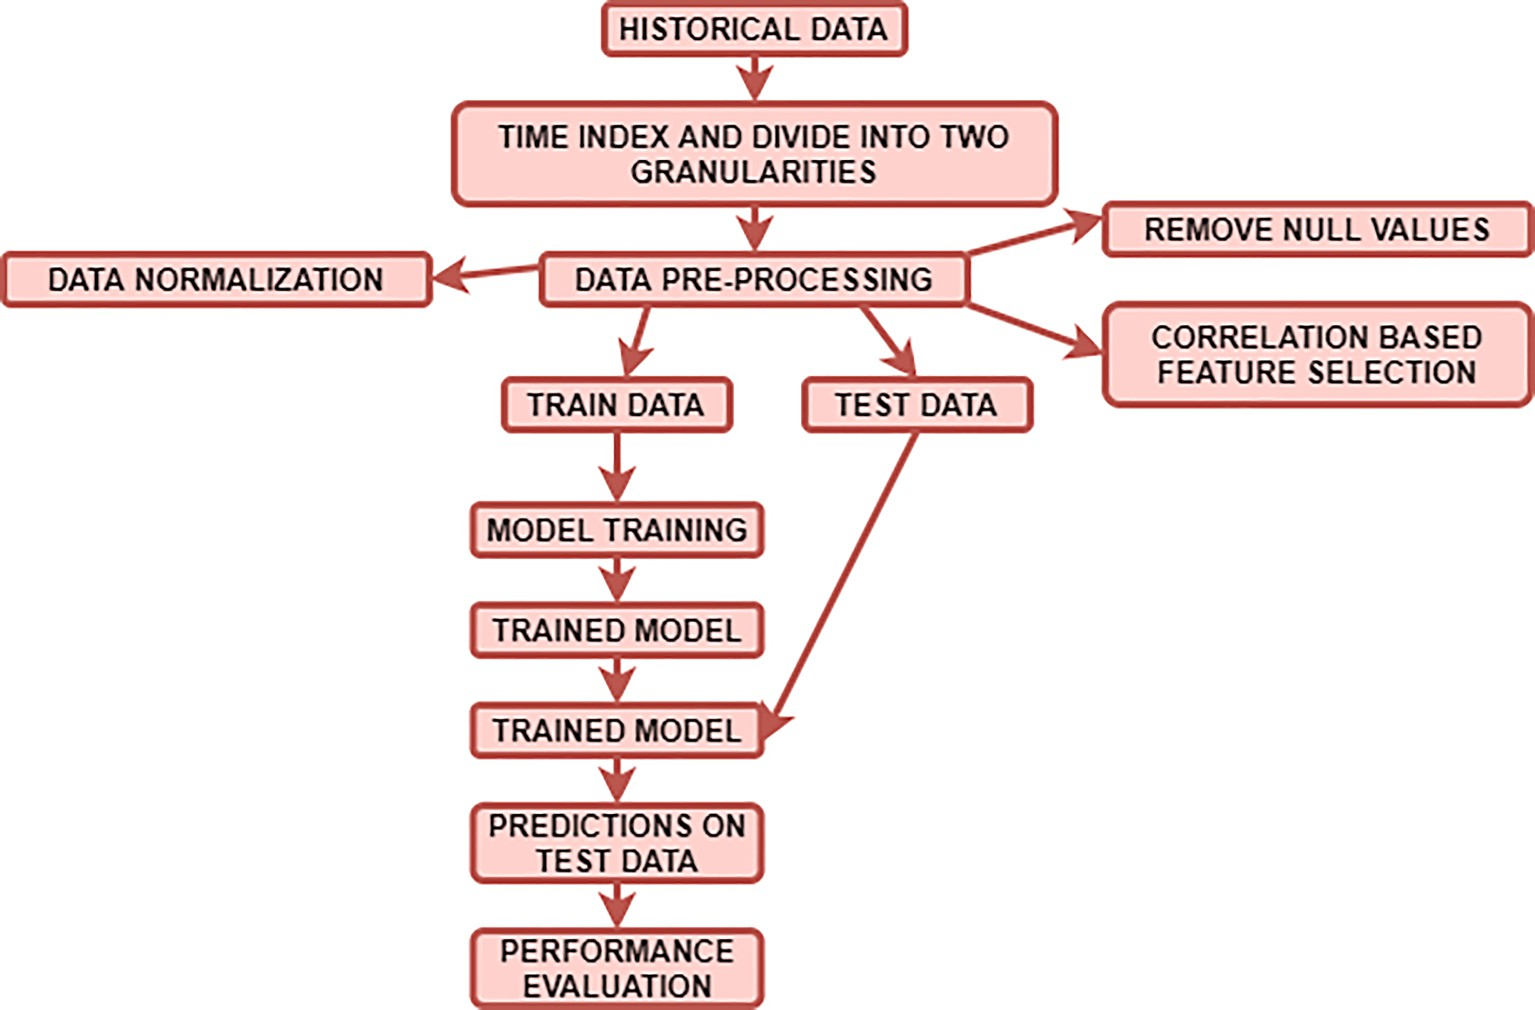 HISTORICAL DATA
TIME INDEX AND DIVIDE INTO TWO
GRANULARITIES
REMOVE NULL VALUES
DATA NORMALIZATION
DATA PRE-PROCESSING
CORRELATION BASED
FEATURE SELECTION
TRAIN DATA
TEST DATA
MODEL TRAINING
TRAINED MODEL
TRAINED MODEL
PREDICTIONS ON
TEST DATA
PERFORMANCE
EVALUATION